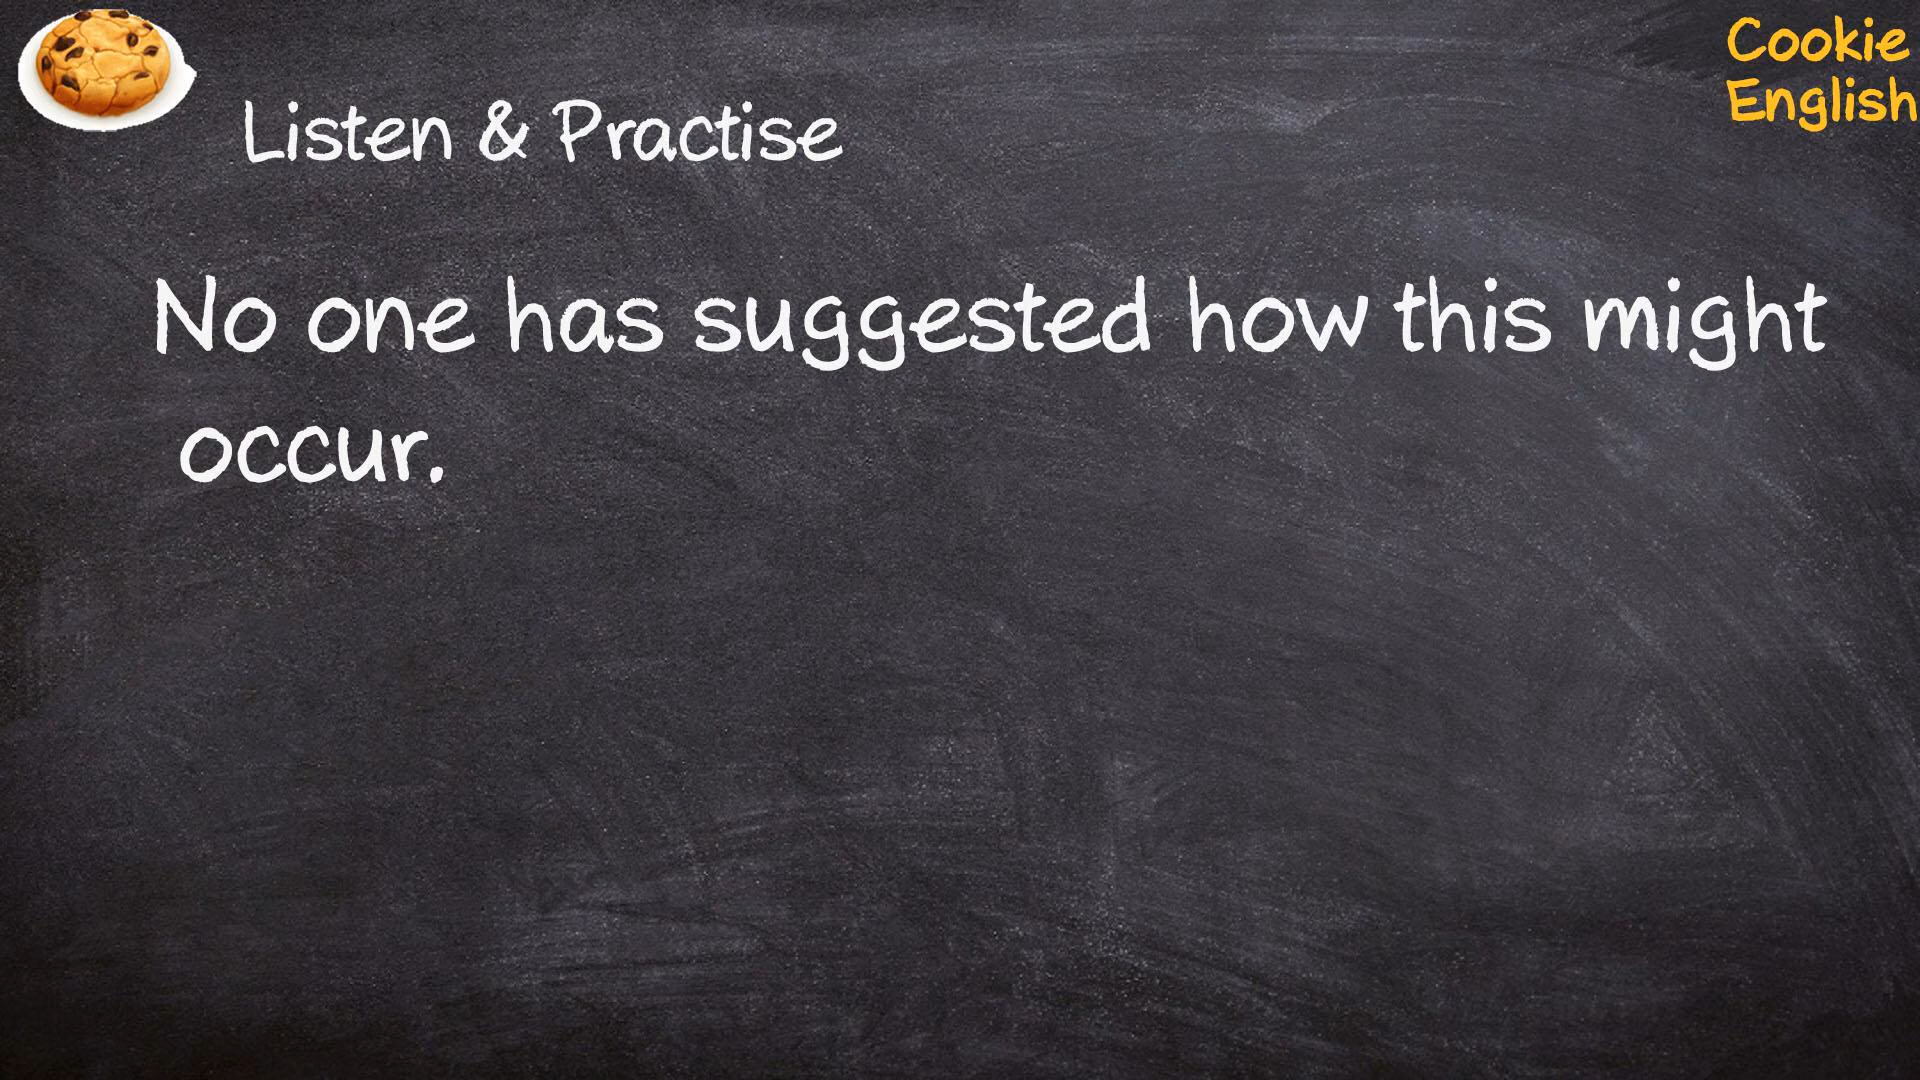 Cookie
English
Listen & Practise
No one has suggested how this might
occur.